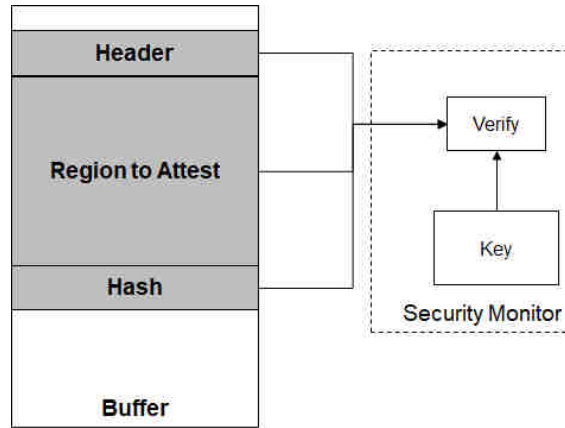 Header
Region to Attest
Hash
Buffer
Verify
Key
Security Monitor